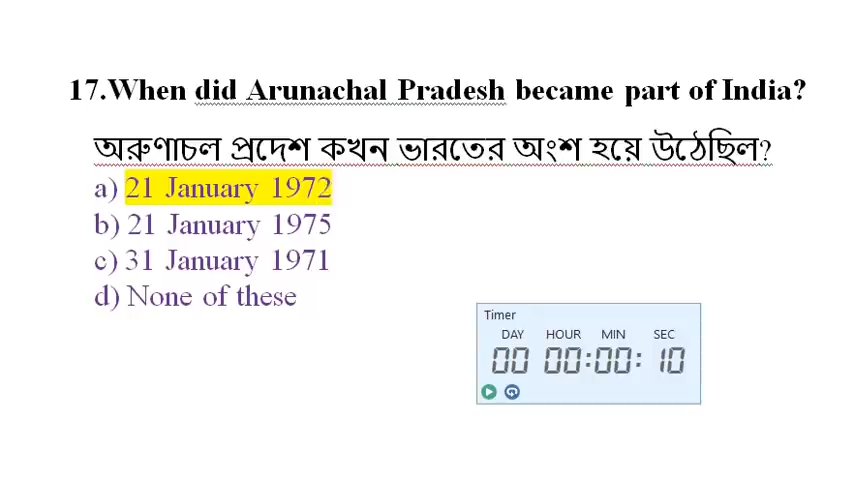 17.When did Arunachal Pradesh became part of India?
অরুণাচল প্রদেশ কখন ভারতের অংশ হয়ে উঠেছিল?
a) 21 January 1972
b) 21 January 1975
c) 31 January 1971
d) None of these
Timer
DAY HOUR MIN SEC
00 00:00: 10